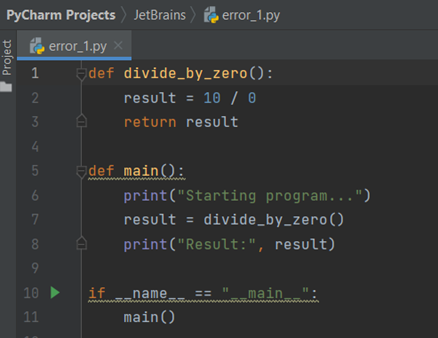 PyCharm Projects > JetBrains > error_1.py
error_1.py ×
Project
1 def divide_by_zero():
2     result = 10 / 0
3     return result
4
5 def main():
6     print("Starting program...")
7     result = divide_by_zero()
8     print("Result:", result)
9
10 if __name__ == "__main__":
11     main()